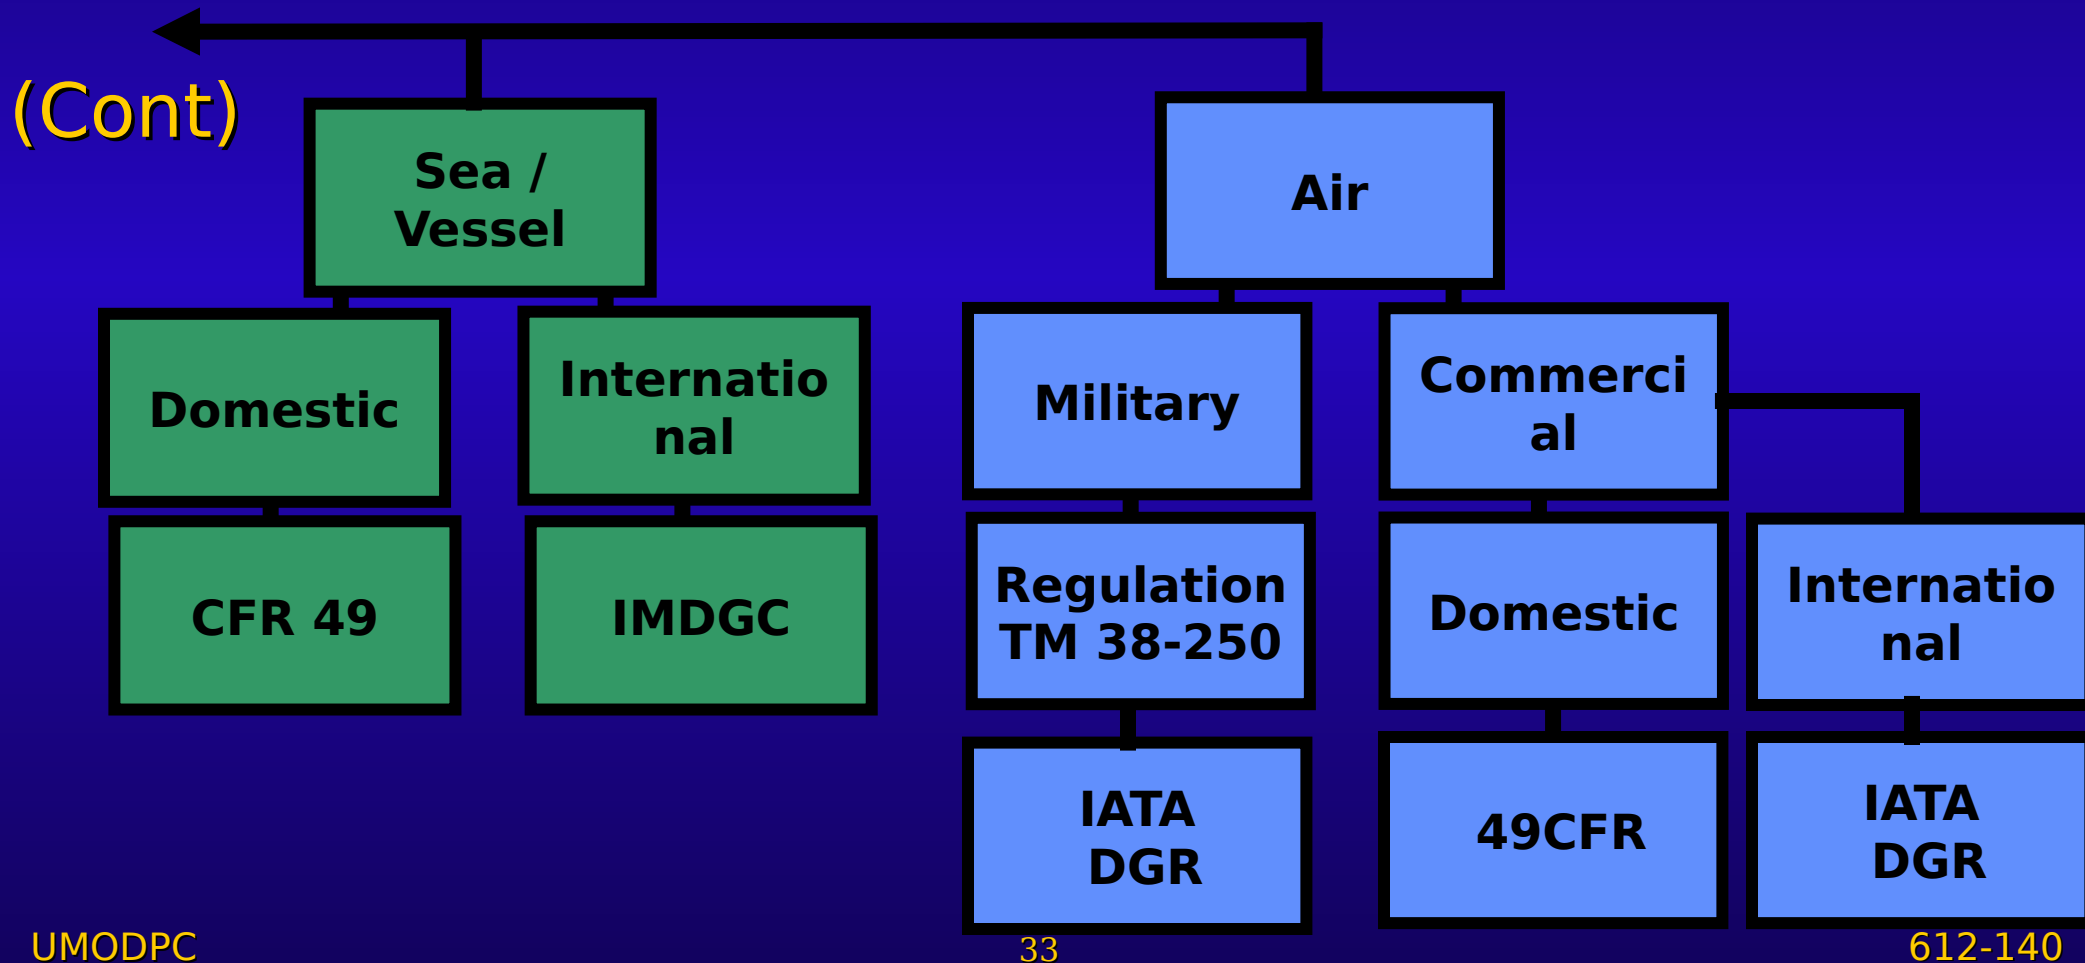 (Cont)
Sea /
Vessel
Air
Domestic
Internatio
nal
Military
Commerci
al
CFR 49
IMDGC
Regulation
TM 38-250
Domestic
Internatio
nal
IATA
DGR
49CFR
IATA
DGR
UMODPC
33
612-140